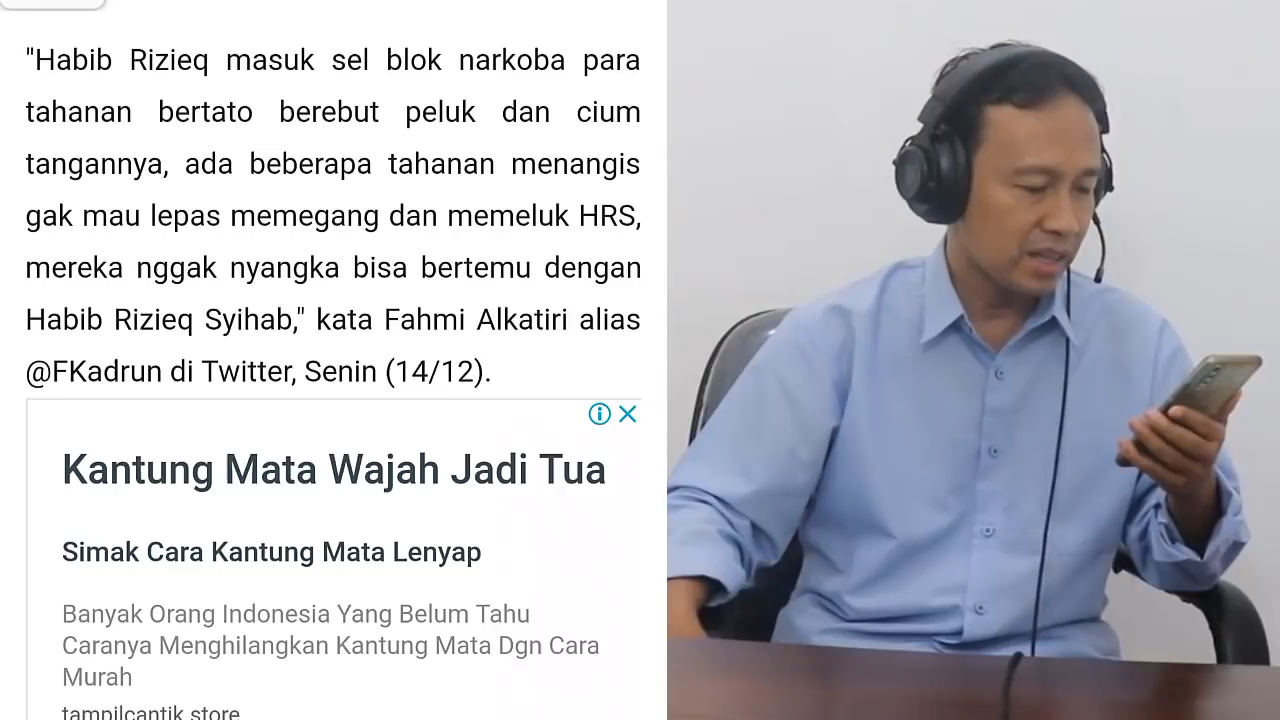 "Habib Rizieq masuk sel blok narkoba para
tahanan bertato berebut peluk dan cium
tangannya, ada beberapa tahanan menangis
gak mau lepas memegang dan memeluk HRS,
mereka nggak nyangka bisa bertemu dengan
Habib Rizieq Syihab," kata Fahmi Alkatiri alias
@FKadrun di Twitter, Senin (14/12).
Kantung Mata Wajah Jadi Tua
Simak Cara Kantung Mata Lenyap
Banyak Orang Indonesia Yang Belum Tahu
Caranya Menghilangkan Kantung Mata Dgn Cara
Murah
tampilcantik.store